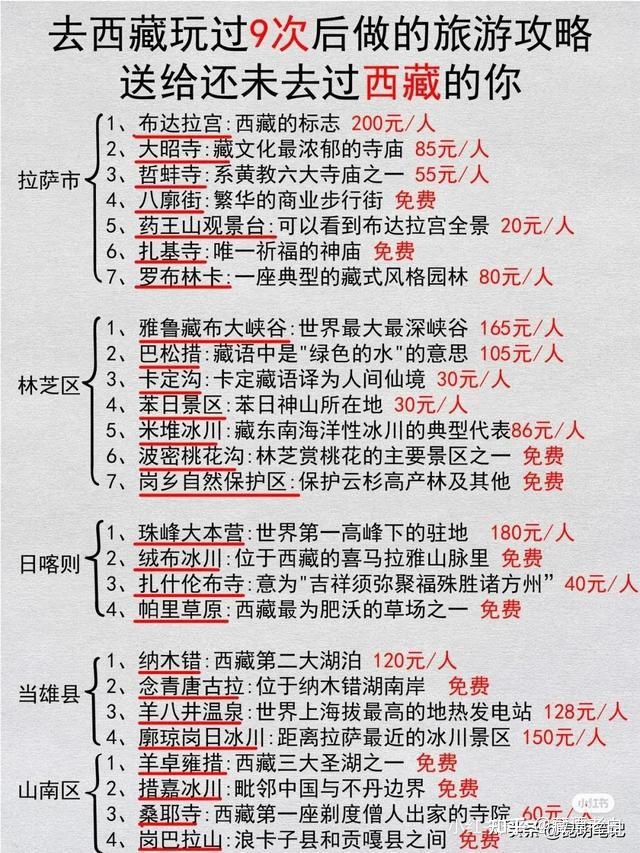 去西藏玩过9次后做的旅游攻略
送给还未去过西藏的你
拉萨市
1、布达拉宫:西藏的标志 200元/人
2、大昭寺:藏文化最浓郁的寺庙 85元/人
3、哲蚌寺:系黄教六大寺庙之一 55元/人
4、八廓街:繁华的商业步行街 免费
5、药王山观景台:可以看到布达拉宫全景 20元/人
6、扎基寺:唯一祈福的神庙 免费
7、罗布林卡:一座典型的藏式风格园林 80元/人
林芝区
1、雅鲁藏布大峡谷:世界最大最深峡谷 165元/人
2、巴松措:藏语中是"绿色的水"的意思 105元/人
3、卡定沟:卡定藏语译为人间仙境 30元/人
4、苯日景区:苯日神山所在地 30元/人
5、米堆冰川:藏东南海洋性冰川的典型代表86元/人
6、波密桃花沟:林芝赏桃花的主要景区之一 免费
7、岗乡自然保护区:保护云杉高产林及其他 免费
日喀则
1、珠峰大本营:世界第一高峰下的驻地 180元/人
2、绒布冰川:位于西藏的喜马拉雅山脉里 免费
3、扎什伦布寺:意为"吉祥须弥聚福殊胜诸方州” 40元/人
4、帕里草原:西藏最为肥沃的草场之一 免费
当雄县
1、纳木错:西藏第二大湖泊 120元/人
2、念青唐古拉:位于纳木错湖南岸 免费
3、羊八井温泉:世界上海拔最高的地热发电站 128元/人
4、廓琼岗日冰川:距离拉萨最近的冰川景区 150元/人
山南区
1、羊卓雍措:西藏三大圣湖之一 免费
2、措嘉冰川:毗邻中国与不丹边界 免费
3、桑耶寺:西藏第一座剃度僧人出家的寺院 60元/人
4、岗巴拉山:浪卡子县和贡嘎县之间 免费
小红书